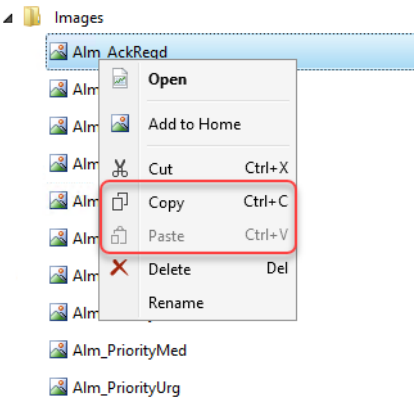 Images
Alm_AckReqd
Alm
Open
Alm
Add to Home
Alm
Cut Ctrl+X
Alm
Copy Ctrl+C
Alm
Paste Ctrl+V
Alm
Delete Del
Alm
Rename
Alm_PriorityMed
Alm_PriorityUrg